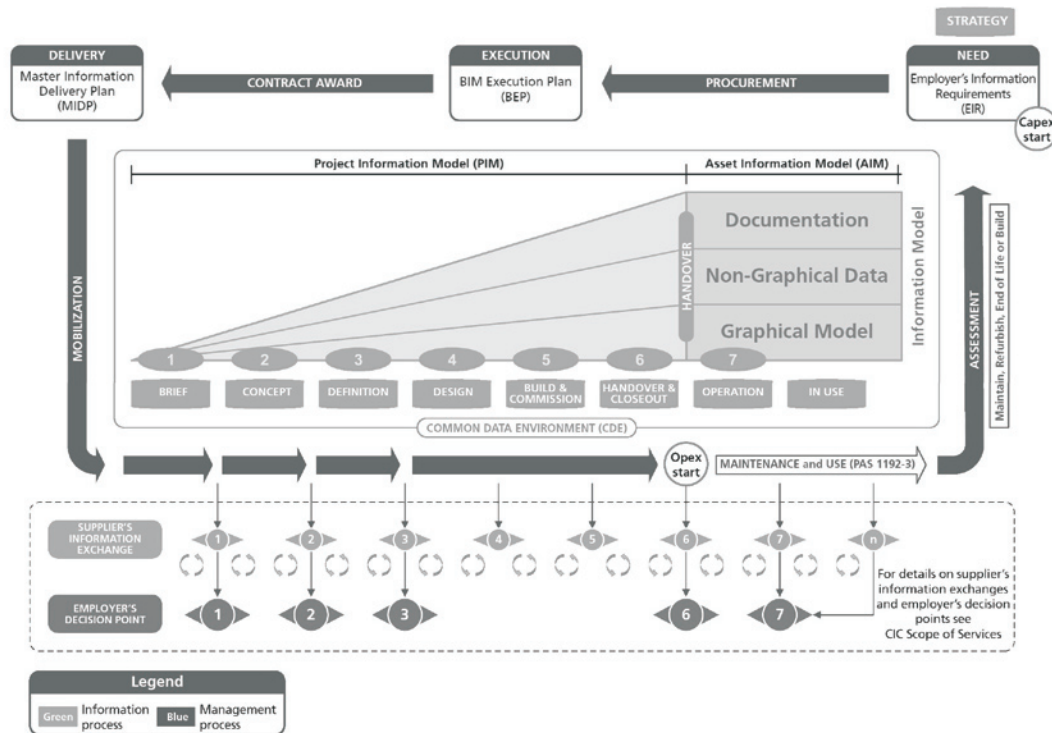 STRATEGY
DELIVERY
Master Information
Delivery Plan
(MIDP)
CONTRACT AWARD
EXECUTION
BIM Execution Plan
(BEP)
PROCUREMENT
NEED
Employer's Information
Requirements
(EIR)
Capex
start
Project Information Model (PIM)
Asset Information Model (AIM)
MOBILIZATION
HANDOVER
Documentation
Non-Graphical Data
Graphical Model
Information Model
ASSESSMENT
Maintain, Refurbish, End of Life or Build
1 2 3 4 5 6 7
BRIEF
CONCEPT
DEFINITION
DESIGN
BUILD &
COMMISSION
HANDOVER &
CLOSEOUT
OPERATION
IN USE
COMMON DATA ENVIRONMENT (CDE)
Opex
start
MAINTENANCE and USE (PAS 1192-3)
SUPPLIER'S
INFORMATION
EXCHANGE
1 2 3 4 5 6 7 n
EMPLOYER'S
DECISION POINT
1 2 3 6 7
For details on supplier's
information exchanges
and employer's decision
points see
CIC Scope of Services
Legend
Green Information
process
Blue Management
process